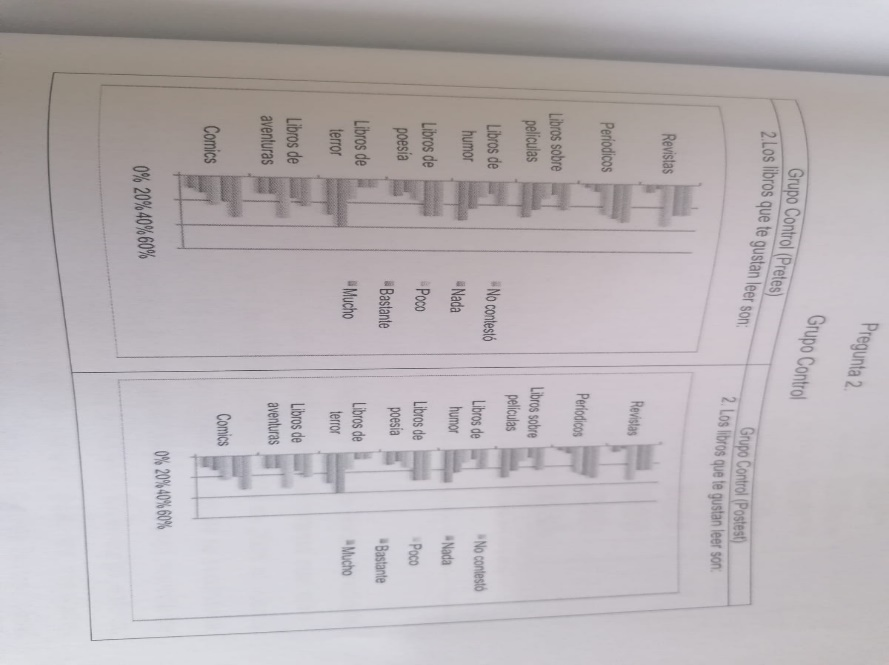 Pregunta 2.
Grupo Control
Grupo Control (Pretes)
2.Los libros que te gustan leer son:
Revistas
Períodicos
Libros sobre
películas
Libros de
humor
Libros de
poesía
Libros de
terror
Libros de
aventuras
Comics
0% 20%40%60%
No contestó
Nada
Poco
Bastante
Mucho
Grupo Control (Postest)
2. Los libros que te gustan leer son:
Revistas
Períodicos
Libros sobre
películas
Libros de
humor
Libros de
poesía
Libros de
terror
Libros de
aventuras
Comics
0% 20%40%60%
No contestó
Nada
Poco
Bastante
Mucho